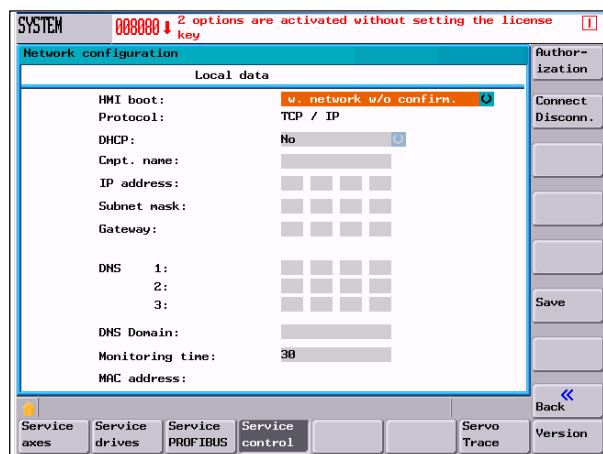 SYSTEM
008080 ↓ 2 options are activated without setting the license
key
Network configuration
Local data
HMI boot: w. network w/o confirm.
Protocol: TCP / IP
DHCP: No
Cmpt. name:
IP address:
Subnet mask:
Gateway:
DNS 1:
2:
3:
DNS Domain:
Monitoring time: 30
MAC address:
Author-
ization
Connect
Disconn.
Save
«
Back
Service
axes
Service
drives
Service
PROFIBUS
Service
control
Servo
Trace
Version